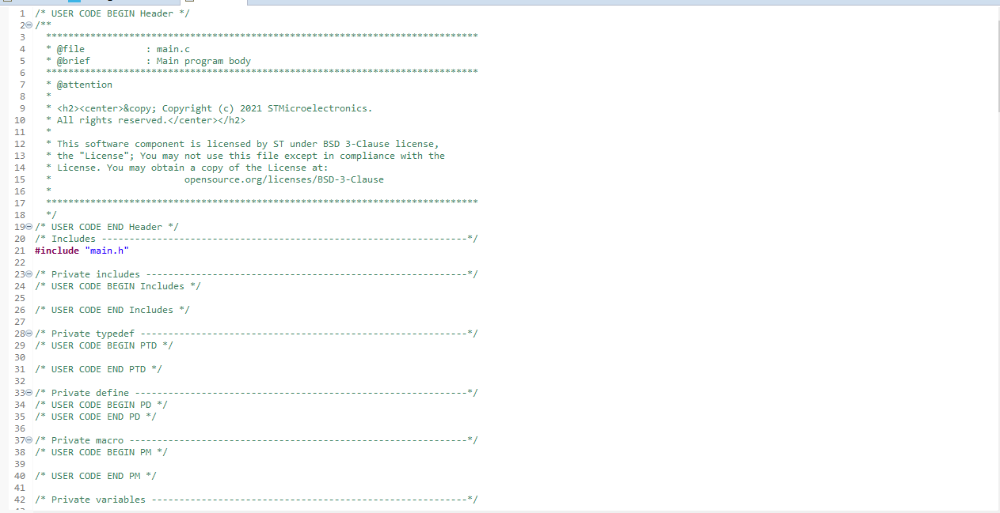 1 /* USER CODE BEGIN Header */
2 /**
3 ******************************************************************************
4 * @file           : main.c
5 * @brief          : Main program body
6 ******************************************************************************
7 * @attention
8 *
9 * <h2><center>&copy; Copyright (c) 2021 STMicroelectronics.
10 * All rights reserved.</center></h2>
11 *
12 * This software component is licensed by ST under BSD 3-Clause license,
13 * the "License"; You may not use this file except in compliance with the
14 * License. You may obtain a copy of the License at:
15 *                        opensource.org/licenses/BSD-3-Clause
16 *
17 ******************************************************************************
18 */
19 /* USER CODE END Header */
20 /* Includes ------------------------------------------------------------------*/
21 #include "main.h"
22
23 /* Private includes ----------------------------------------------------------*/
24 /* USER CODE BEGIN Includes */
25
26 /* USER CODE END Includes */
27
28 /* Private typedef -----------------------------------------------------------*/
29 /* USER CODE BEGIN PTD */
30
31 /* USER CODE END PTD */
32
33 /* Private define ------------------------------------------------------------*/
34 /* USER CODE BEGIN PD */
35 /* USER CODE END PD */
36
37 /* Private macro -------------------------------------------------------------*/
38 /* USER CODE BEGIN PM */
39
40 /* USER CODE END PM */
41
42 /* Private variables ---------------------------------------------------------*/